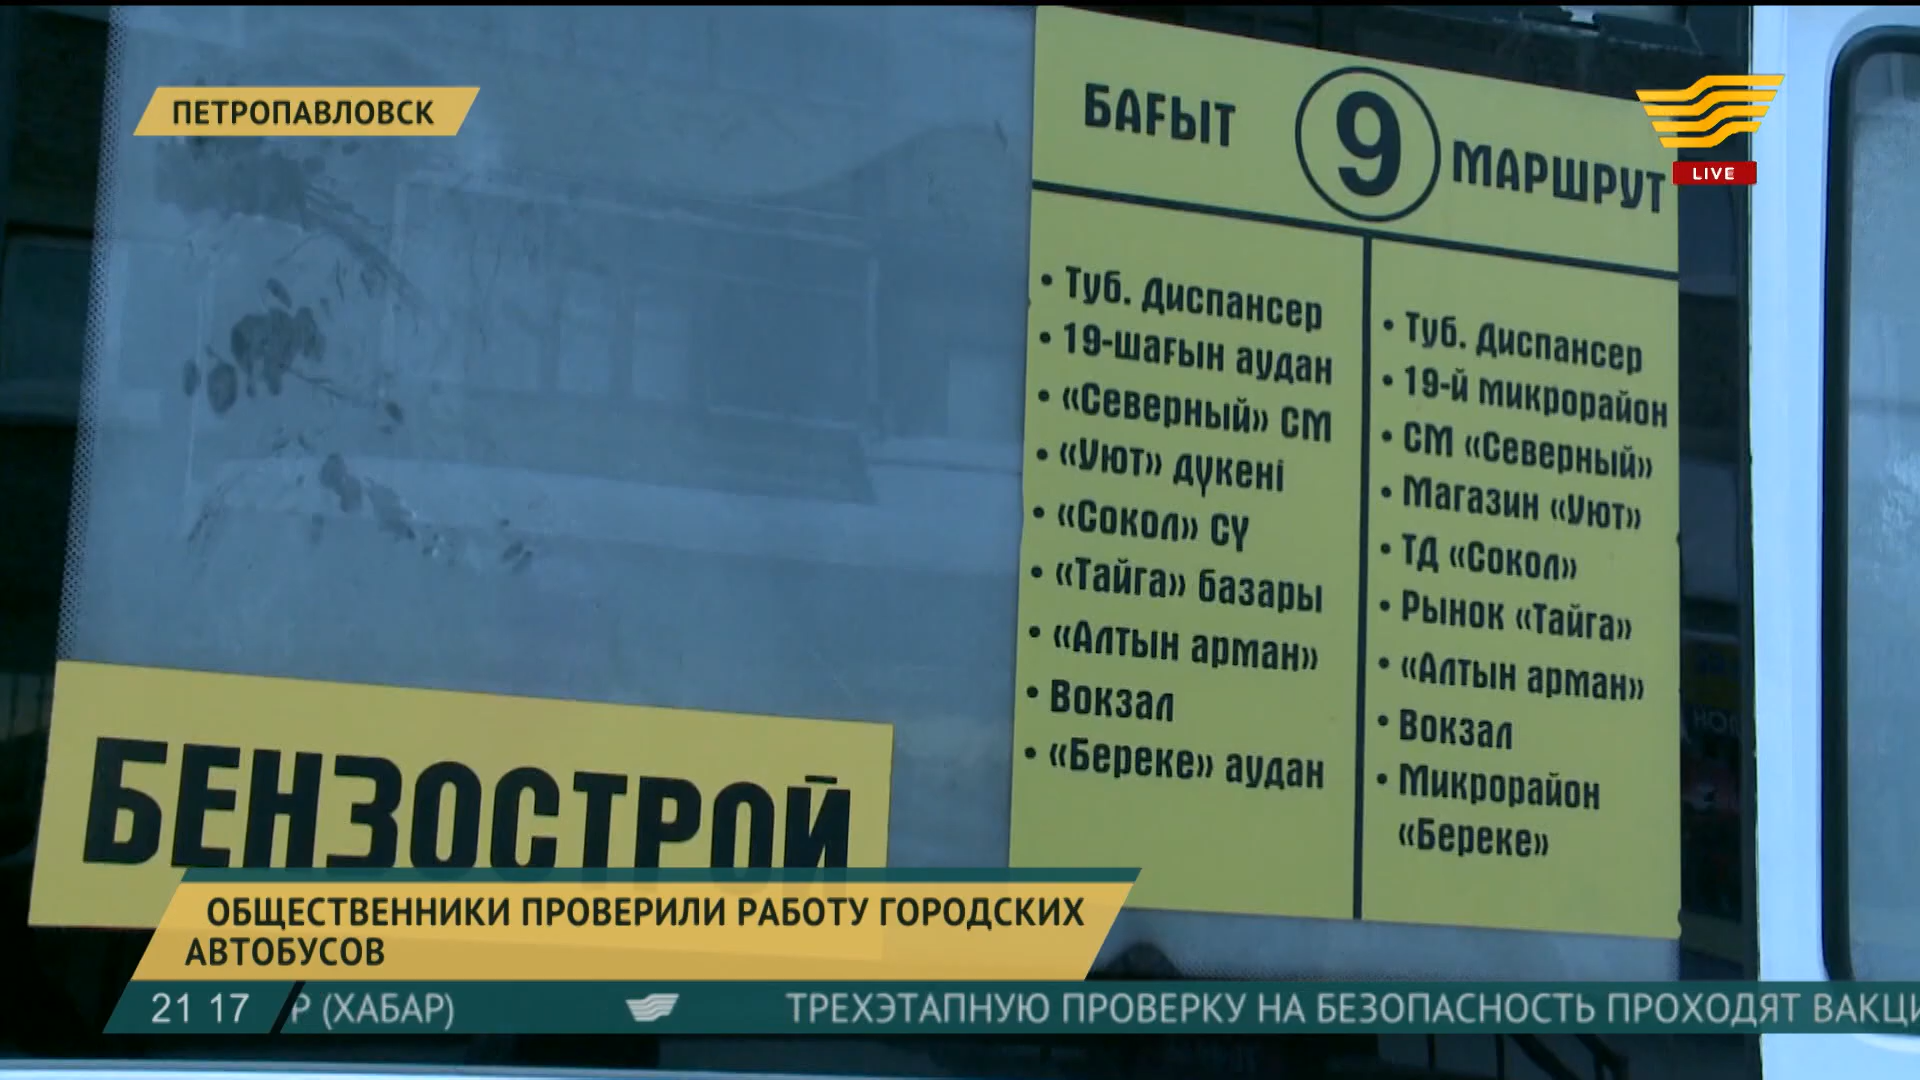 ПЕТРОПАВЛОВСК
LIVE
БАҒЫТ 9 МАРШРУТ
• Туб. Диспансер
• 19-шағын аудан
• «Северный» СМ
• «Уют» дүкені
• «Сокол» СҮ
• «Тайга» базары
• «Алтын арман»
• Вокзал
• «Береке» аудан
• Туб. Диспансер
• 19-й микрорайон
• СМ «Северный»
• Магазин «Уют»
• ТД «Сокол»
• Рынок «Тайга»
• «Алтын арман»
• Вокзал
• Микрорайон
«Береке»
БЕНЗОСТРОЙ
ОБЩЕСТВЕННИКИ ПРОВЕРИЛИ РАБОТУ ГОРОДСКИХ
АВТОБУСОВ
21 17 Р (ХАБАР) ТРЕХЭТАПНУЮ ПРОВЕРКУ НА БЕЗОПАСНОСТЬ ПРОХОДЯТ ВАКЦИ